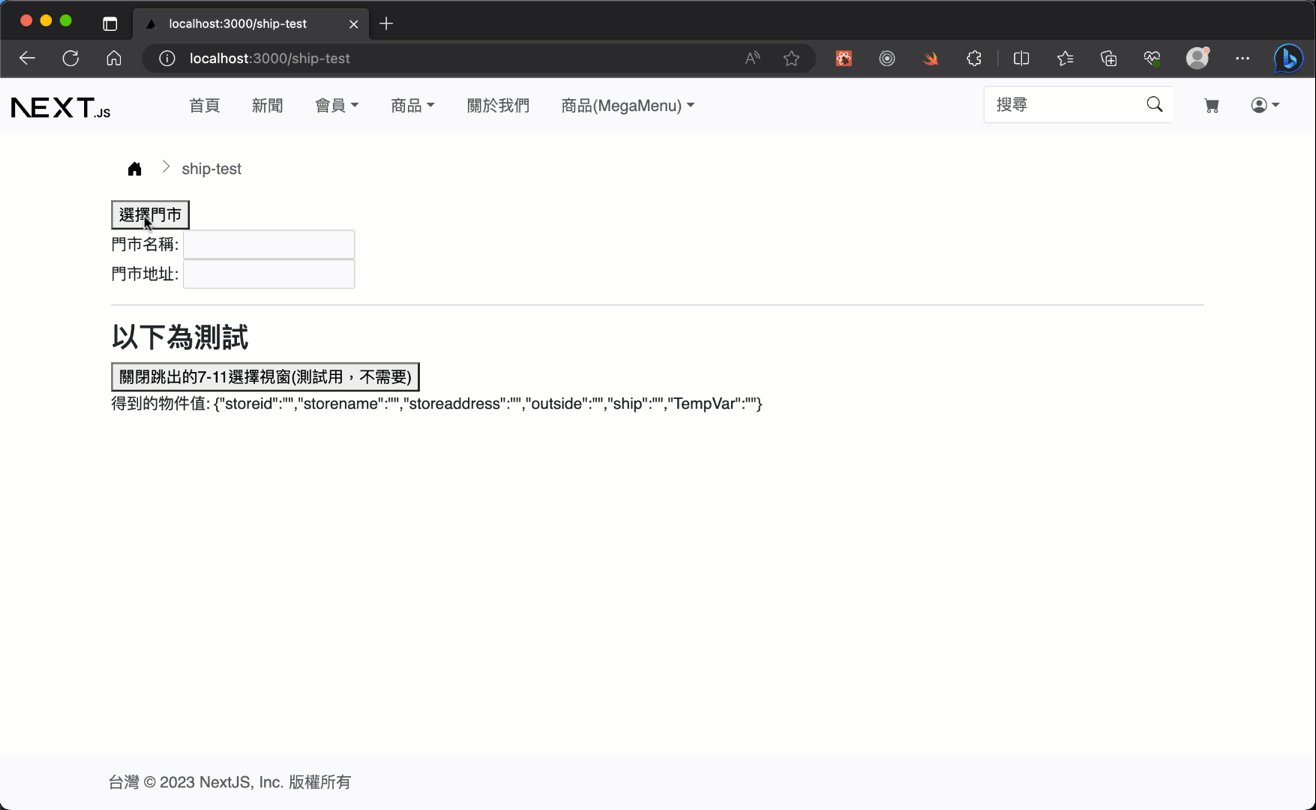 localhost:3000/ship-test
localhost:3000/ship-test
NEXT.JS 首頁 新聞 會員 商品 關於我們 商品(MegaMenu) 搜尋
ship-test
選擇門市
門市名稱:
門市地址:
以下為測試
關閉跳出的7-11選擇視窗(測試用，不需要)
得到的物件值: {"storeid":"","storename":"","storeaddress":"","outside":"","ship":"","TempVar":""}
台灣 © 2023 NextJS, Inc. 版權所有